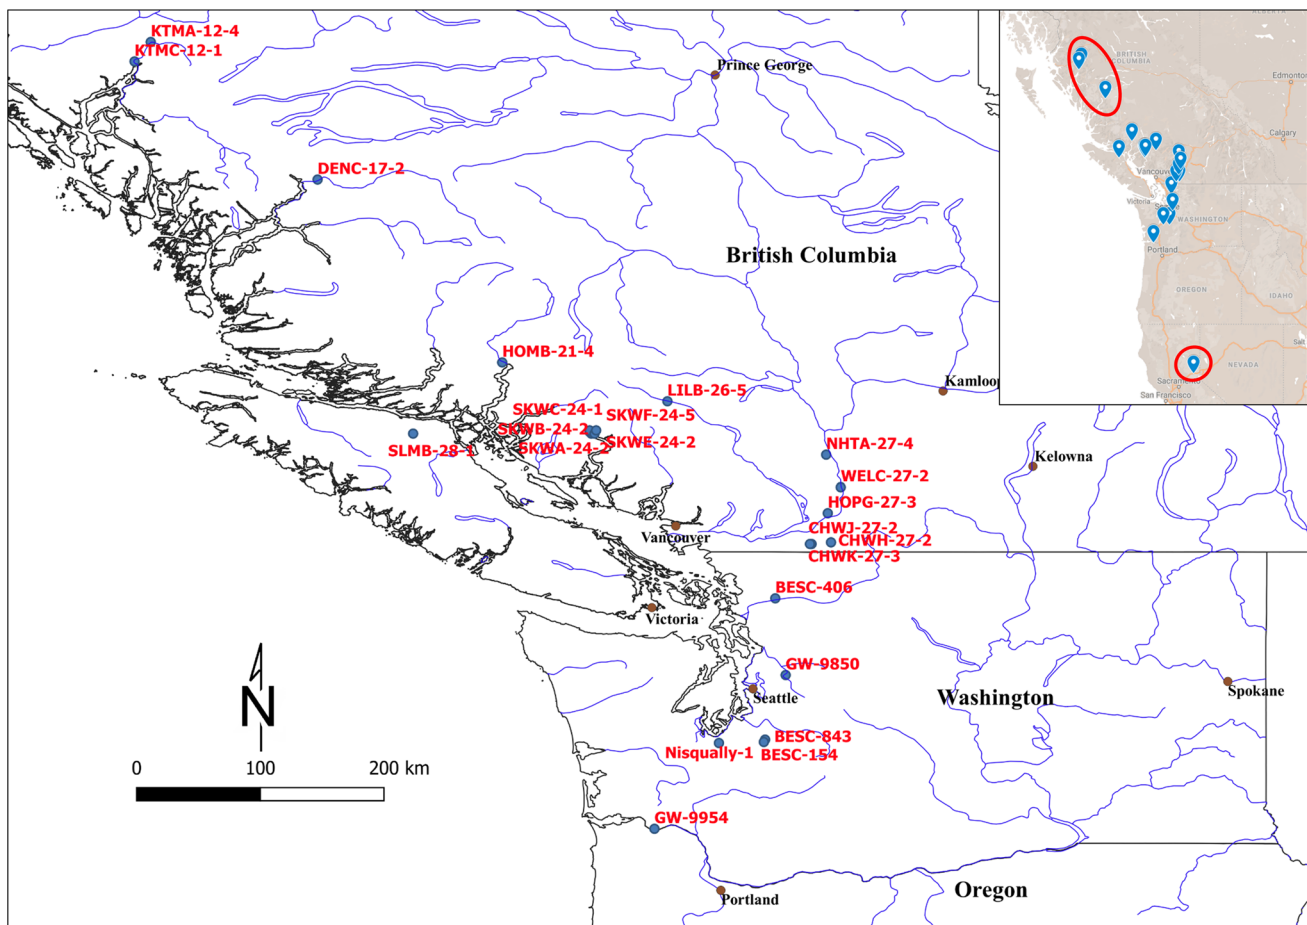 KTMA-12-4
KTMC-12-1
Prince George
DENC-17-2
British Columbia
HOMB-21-4
LILB-26-5
Kamloop
SKWC-24-1
SKWF-24-5
SKWB-24-2
SKWA-24-2
SKWE-24-2
SLMB-28-1
NHTA-27-4
Kelowna
WELC-27-2
HOPG-27-3
CHWJ-27-2
CHWH-27-2
CHWK-27-3
Vancouver
BESC-406
Victoria
GW-9850
Seattle
Washington
Spokane
BESC-843
Nisqually-1
BESC-154
N
0 100 200 km
GW-9954
Portland
Oregon
ALBERTA
BRITISH
COLUMBIA
Edmonton
Calgary
Vancouver
Victoria
WASHINGTON
Portland
OREGON
IDAHO
Salt
NEVADA
Sacramento
San Francisco